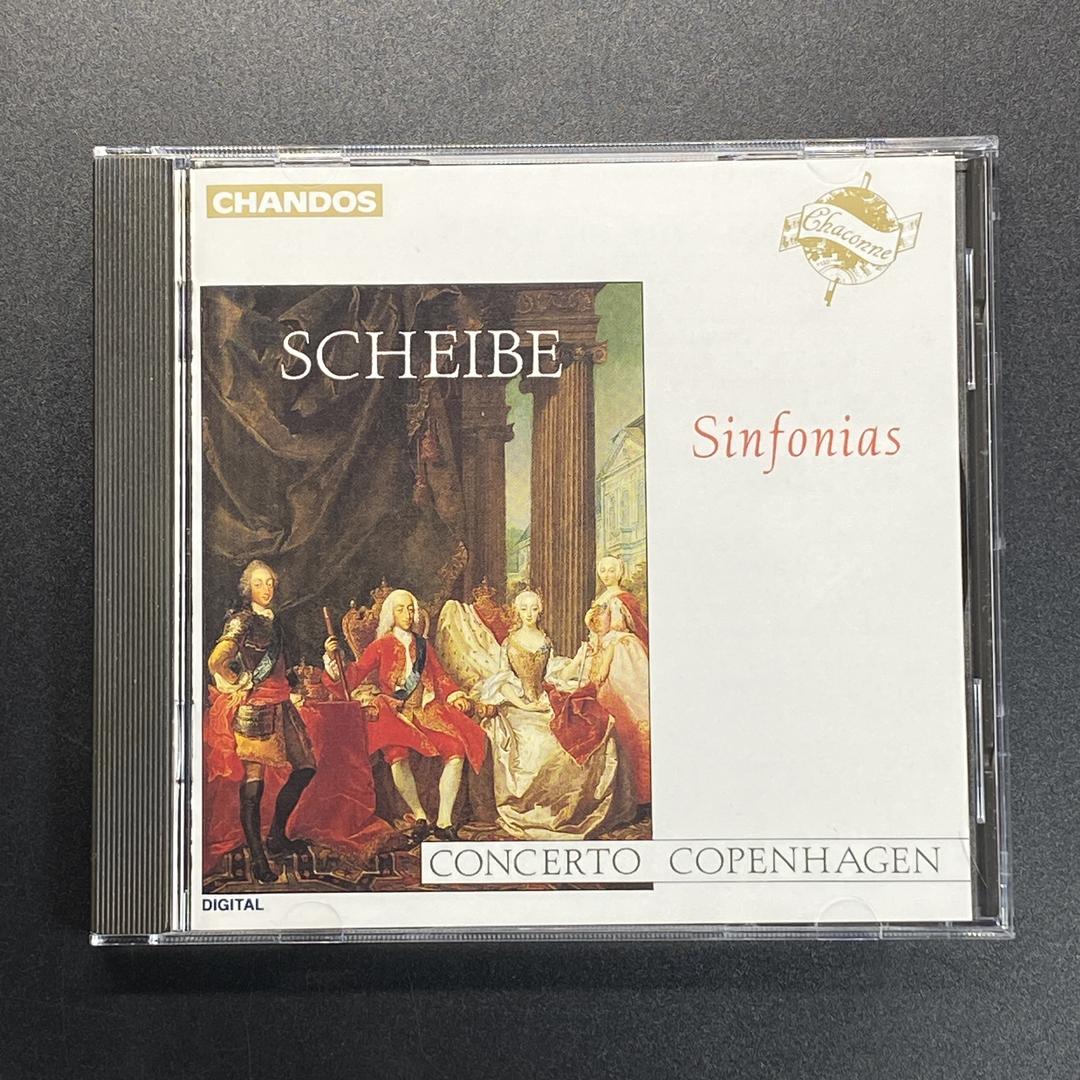 CHANDOS
Chaconne
SCHEIBE
Sinfonias
CONCERTO COPENHAGEN
DIGITAL